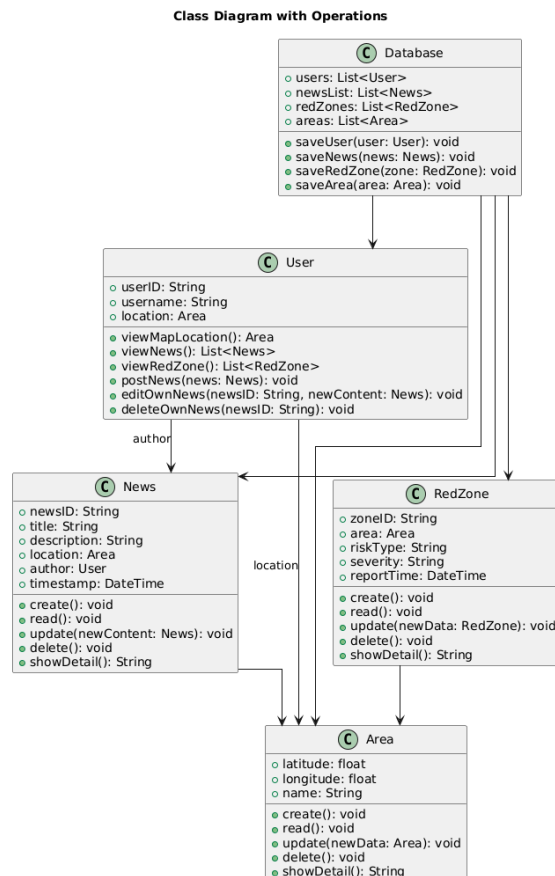 Class Diagram with Operations
C Database
users: List<User>
newsList: List<News>
redZones: List<RedZone>
areas: List<Area>
saveUser(user: User): void
saveNews(news: News): void
saveRedZone(zone: RedZone): void
saveArea(area: Area): void
C User
userID: String
username: String
location: Area
viewMapLocation(): Area
viewNews(): List<News>
viewRedZone(): List<RedZone>
postNews(news: News): void
editOwnNews(newsID: String, newContent: News): void
deleteOwnNews(newsID: String): void
author
C News
newsID: String
title: String
description: String
location: Area
author: User
timestamp: DateTime
create(): void
read(): void
update(newContent: News): void
delete(): void
showDetail(): String
location
C RedZone
zoneID: String
area: Area
riskType: String
severity: String
reportTime: DateTime
create(): void
read(): void
update(newData: RedZone): void
delete(): void
showDetail(): String
C Area
latitude: float
longitude: float
name: String
create(): void
read(): void
update(newData: Area): void
delete(): void
showDetail(): String